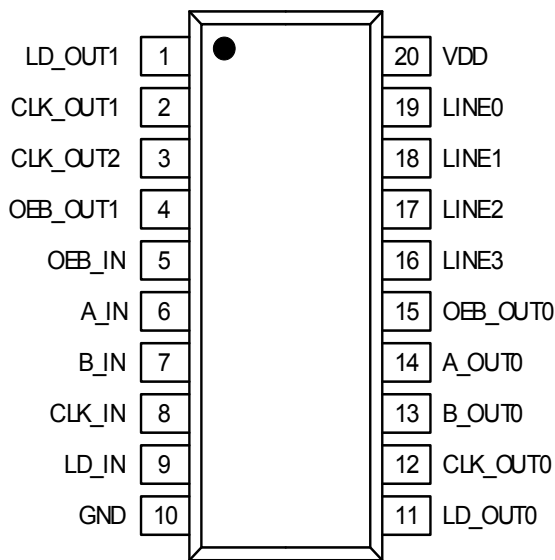 LD_OUT1 1 20 VDD
CLK_OUT1 2 19 LINE0
CLK_OUT2 3 18 LINE1
OEB_OUT1 4 17 LINE2
OEB_IN 5 16 LINE3
A_IN 6 15 OEB_OUT0
B_IN 7 14 A_OUT0
CLK_IN 8 13 B_OUT0
LD_IN 9 12 CLK_OUT0
GND 10 11 LD_OUT0